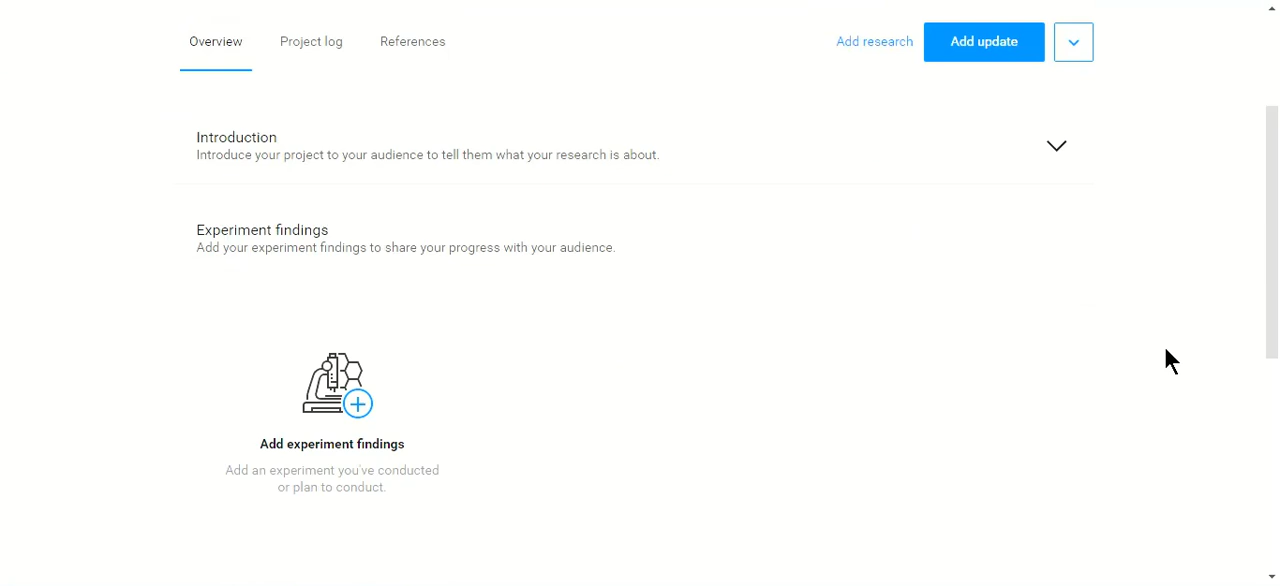 Overview Project log References Add research Add update
Introduction
Introduce your project to your audience to tell them what your research is about.
Experiment findings
Add your experiment findings to share your progress with your audience.
Add experiment findings
Add an experiment you've conducted
or plan to conduct.